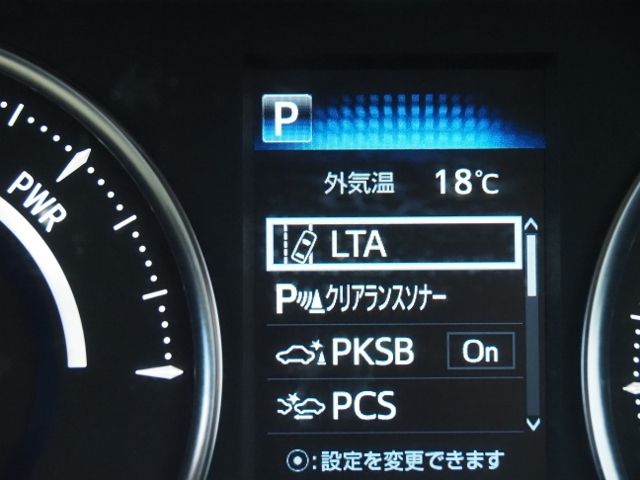 P
外気温 18℃
PWR
LTA
Pクリアランスソナー
PKSB On
PCS
⦿:設定を変更できます